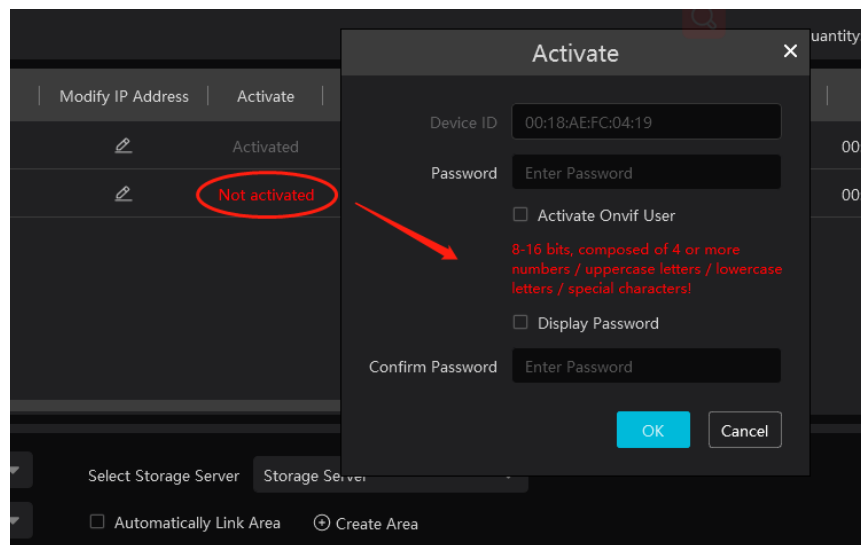 uantity
Activate
Modify IP Address
Activate
Device ID
00:18:AE:FC:04:19
Activated
00
Password
Enter Password
Not activated
00
Activate Onvif User
8-16 bits, composed of 4 or more
numbers / uppercase letters / lowercase
letters / special characters!
Display Password
Confirm Password
Enter Password
OK
Cancel
Select Storage Server
Storage Server
Automatically Link Area
Create Area